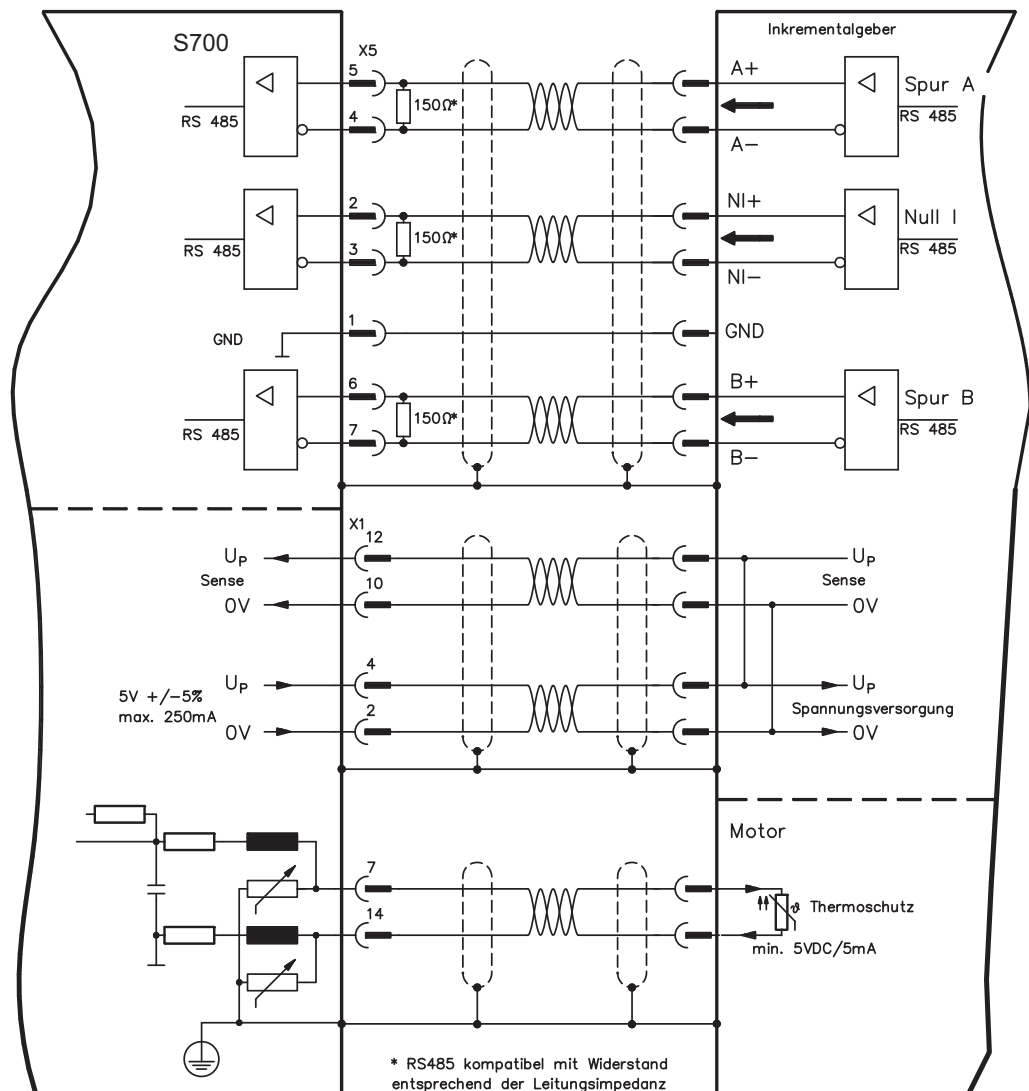 S700
Inkrementalgeber
X5
5
A+
Spur A
150Ω*
RS 485
4
A−
RS 485
2
NI+
Null I
150Ω*
RS 485
3
NI−
RS 485
1
GND
GND
6
B+
Spur B
150Ω*
RS 485
7
B−
RS 485
X1
12
UP
UP
Sense
Sense
10
0V
0V
4
UP
UP
5V +/−5%
max. 250mA
Spannungsversorgung
2
0V
0V
Motor
7
ϑ Thermoschutz
14
min. 5VDC/5mA
* RS485 kompatibel mit Widerstand
entsprechend der Leitungsimpedanz